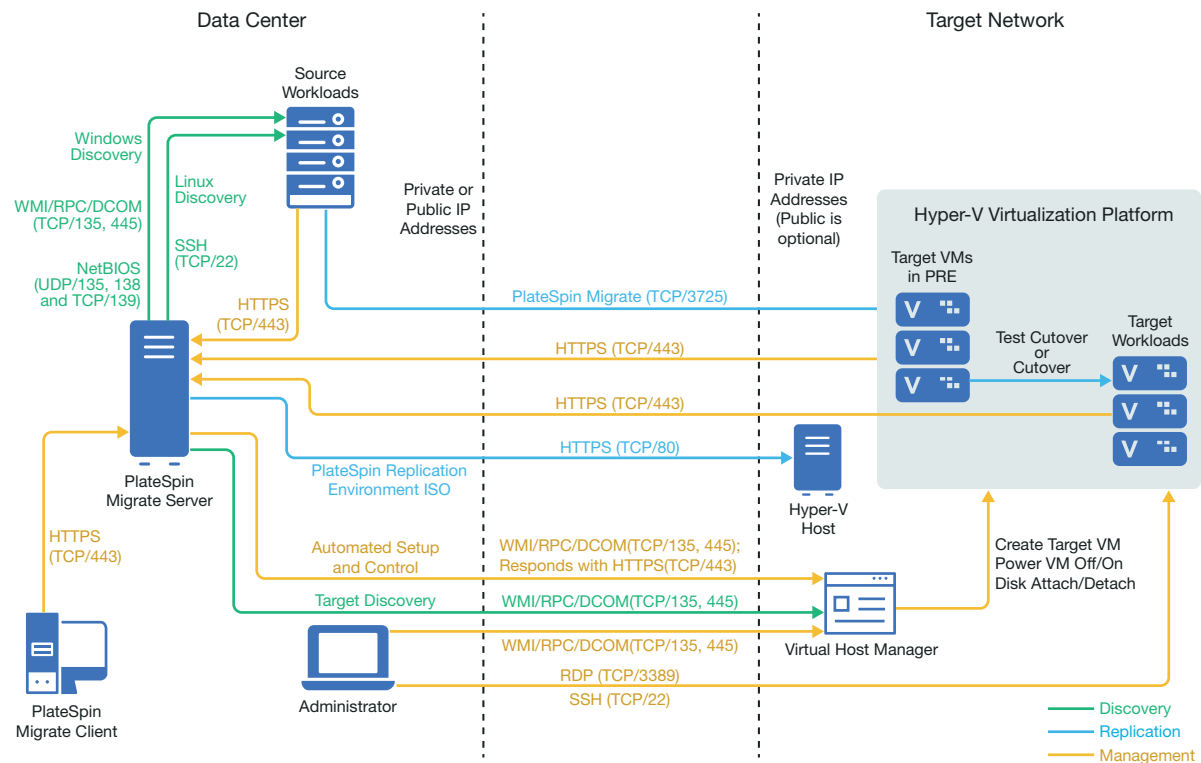 Data Center
Target Network
Source
Workloads
Windows
Discovery
Linux
Discovery
WMI/RPC/DCOM
(TCP/135, 445)
SSH
(TCP/22)
NetBIOS
(UDP/135, 138
and TCP/139)
HTTPS
(TCP/443)
Private or
Public IP
Addresses
Private IP
Addresses
(Public is
optional)
Hyper-V Virtualization Platform
Target VMs
in PRE
V
V
V
Test Cutover
or
Cutover
Target
Workloads
V
V
V
PlateSpin Migrate (TCP/3725)
HTTPS (TCP/443)
HTTPS (TCP/443)
HTTPS (TCP/80)
PlateSpin Replication
Environment ISO
PlateSpin
Migrate Server
Hyper-V
Host
HTTPS
(TCP/443)
Automated Setup
and Control
WMI/RPC/DCOM(TCP/135, 445);
Responds with HTTPS(TCP/443)
Create Target VM
Power VM Off/On
Disk Attach/Detach
Target Discovery
WMI/RPC/DCOM(TCP/135, 445)
WMI/RPC/DCOM(TCP/135, 445)
Virtual Host Manager
RDP (TCP/3389)
SSH (TCP/22)
Administrator
PlateSpin
Migrate Client
Discovery
Replication
Management